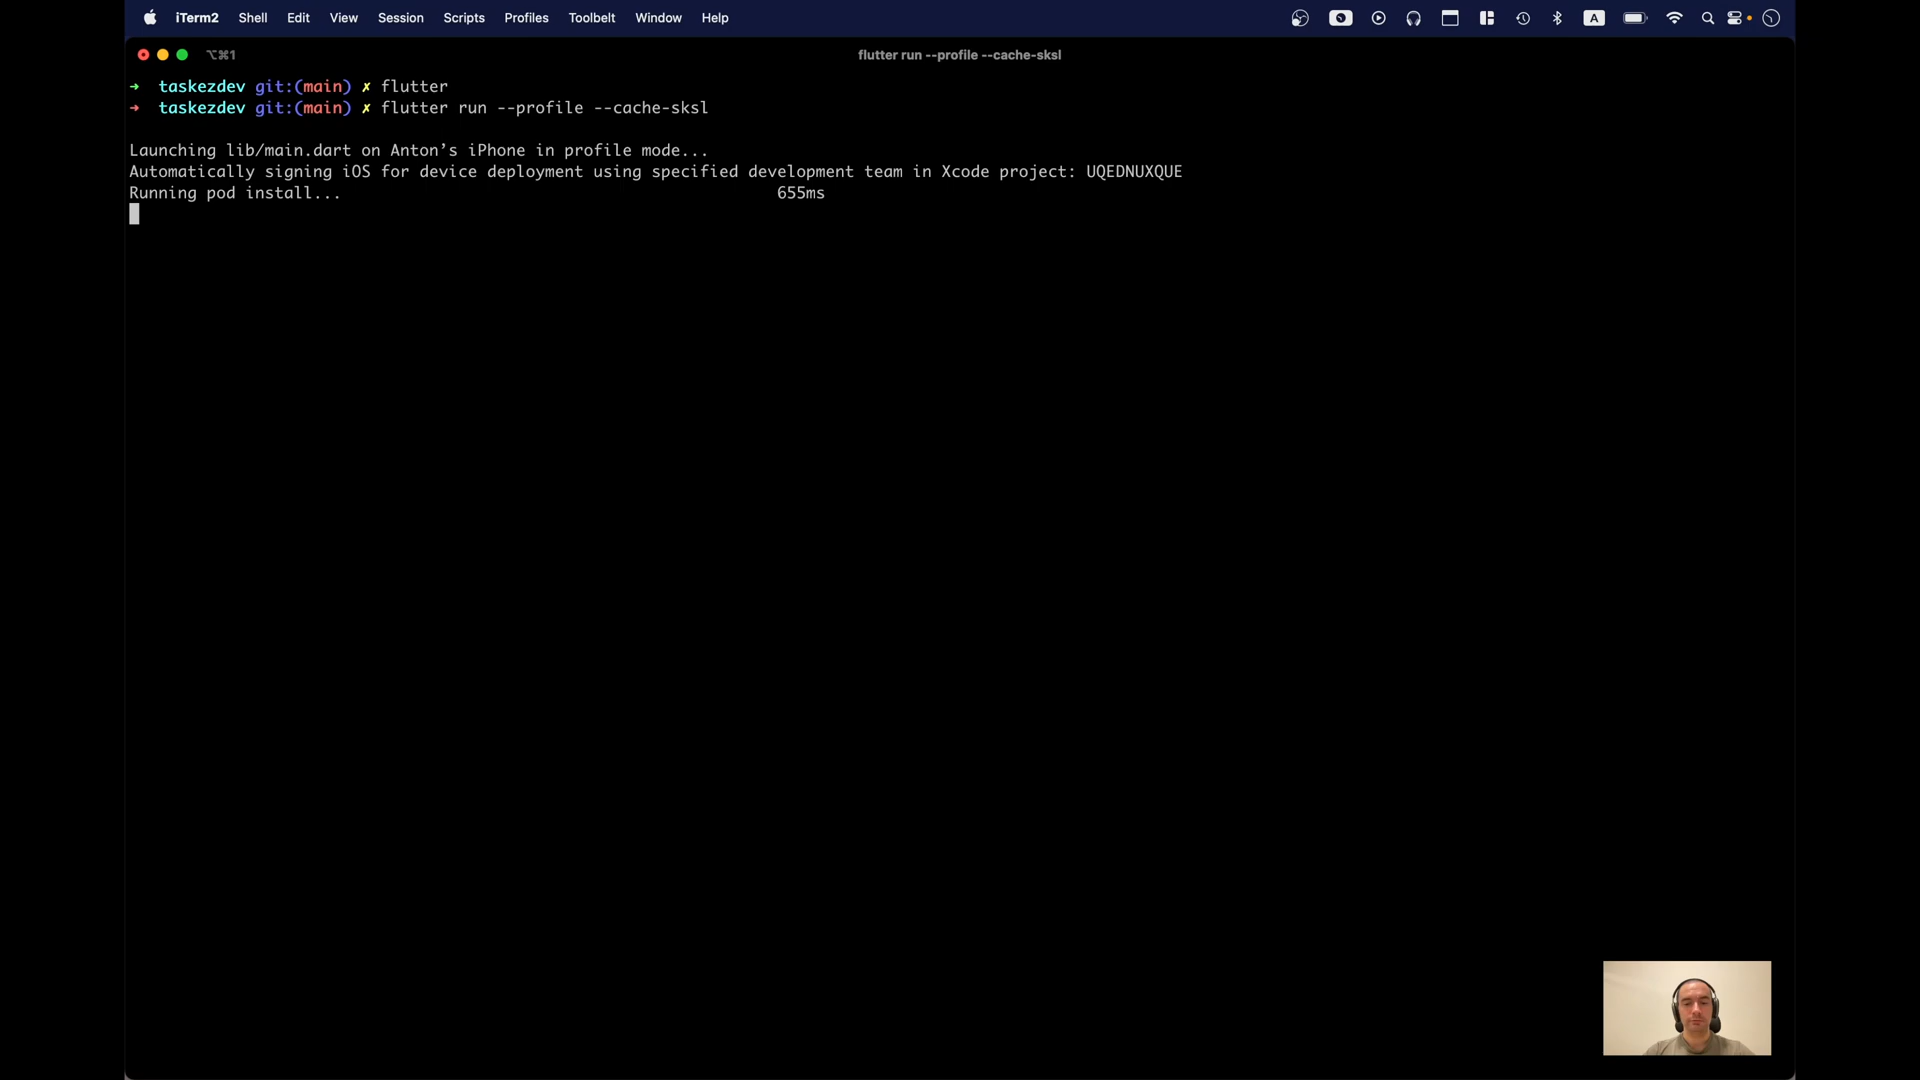 iTerm2 Shell Edit View Session Scripts Profiles Toolbelt Window Help A
⌥⌘1 flutter run --profile --cache-sksl
➜ taskezdev git:(main) ✗ flutter
➜ taskezdev git:(main) ✗ flutter run --profile --cache-sksl
Launching lib/main.dart on Anton’s iPhone in profile mode...
Automatically signing iOS for device deployment using specified development team in Xcode project: UQEDNUXQUE
Running pod install... 655ms